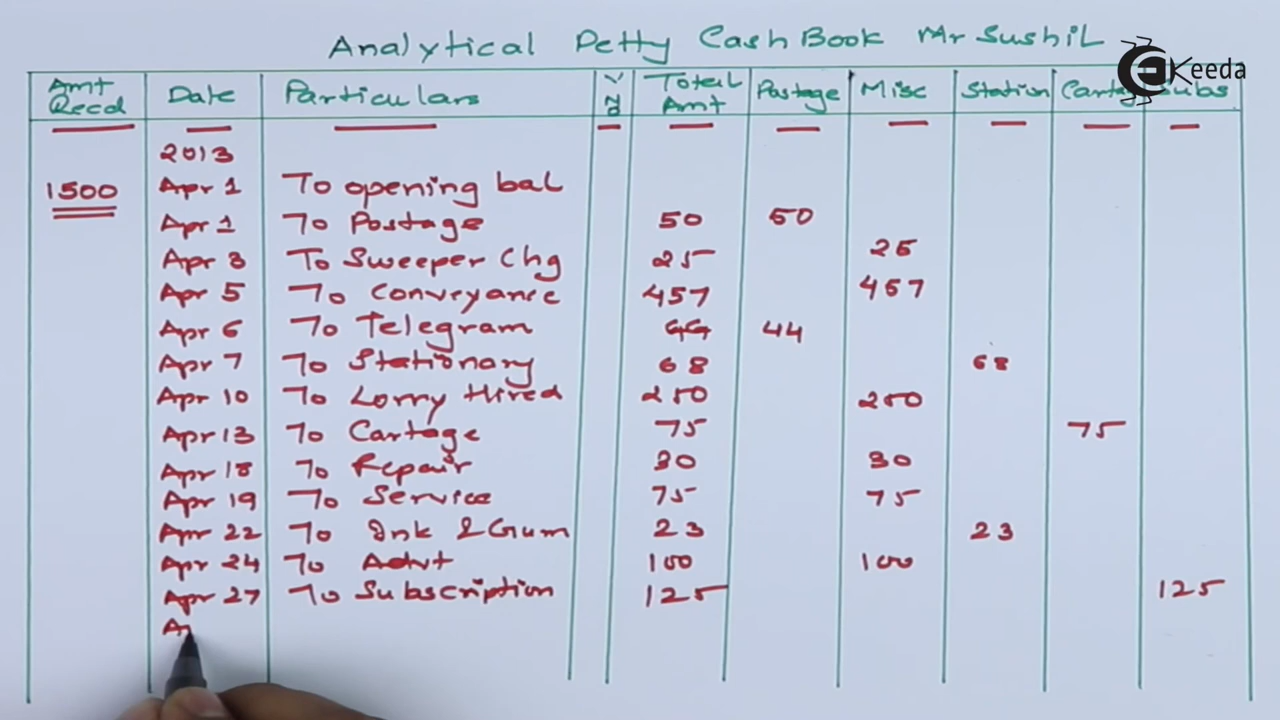 Analytical Petty Cash Book Mr Sushil
Keeda
Amt Recd Date Particulars V No Total Amt Postage Misc Station Cartag Subs
2013
1500 Apr 1 To opening bal
Apr 1 To Postage 50 50
Apr 3 To Sweeper Chg 25 25
Apr 5 To Conveyance 457 457
Apr 6 To Telegram 44 44
Apr 7 To Stationary 68 68
Apr 10 To Lorry Hired 250 250
Apr 13 To Cartage 75 75
Apr 18 To Repair 30 30
Apr 19 To Service 75 75
Apr 22 To Ink & Gum 23 23
Apr 24 To Advt 100 100
Apr 27 To Subscription 125 125